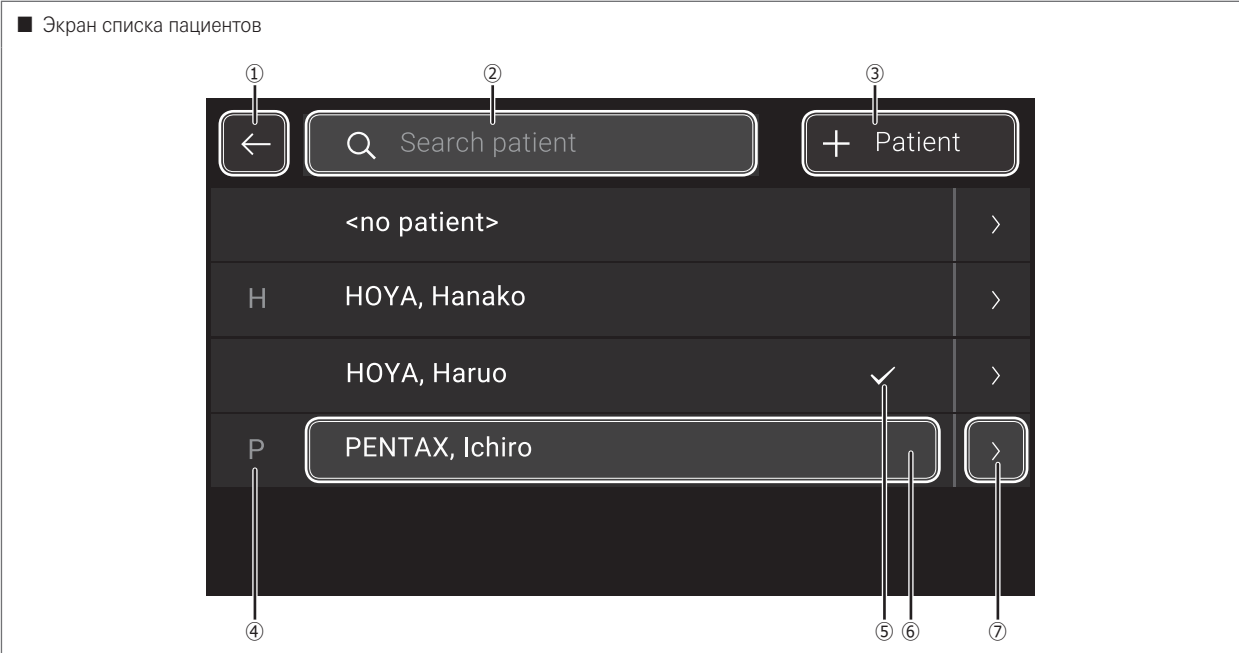 ■ Экран списка пациентов
① ② ③
Search patient
+ Patient
<no patient>
H HOYA, Hanako
HOYA, Haruo
P PENTAX, Ichiro
④ ⑤ ⑥ ⑦